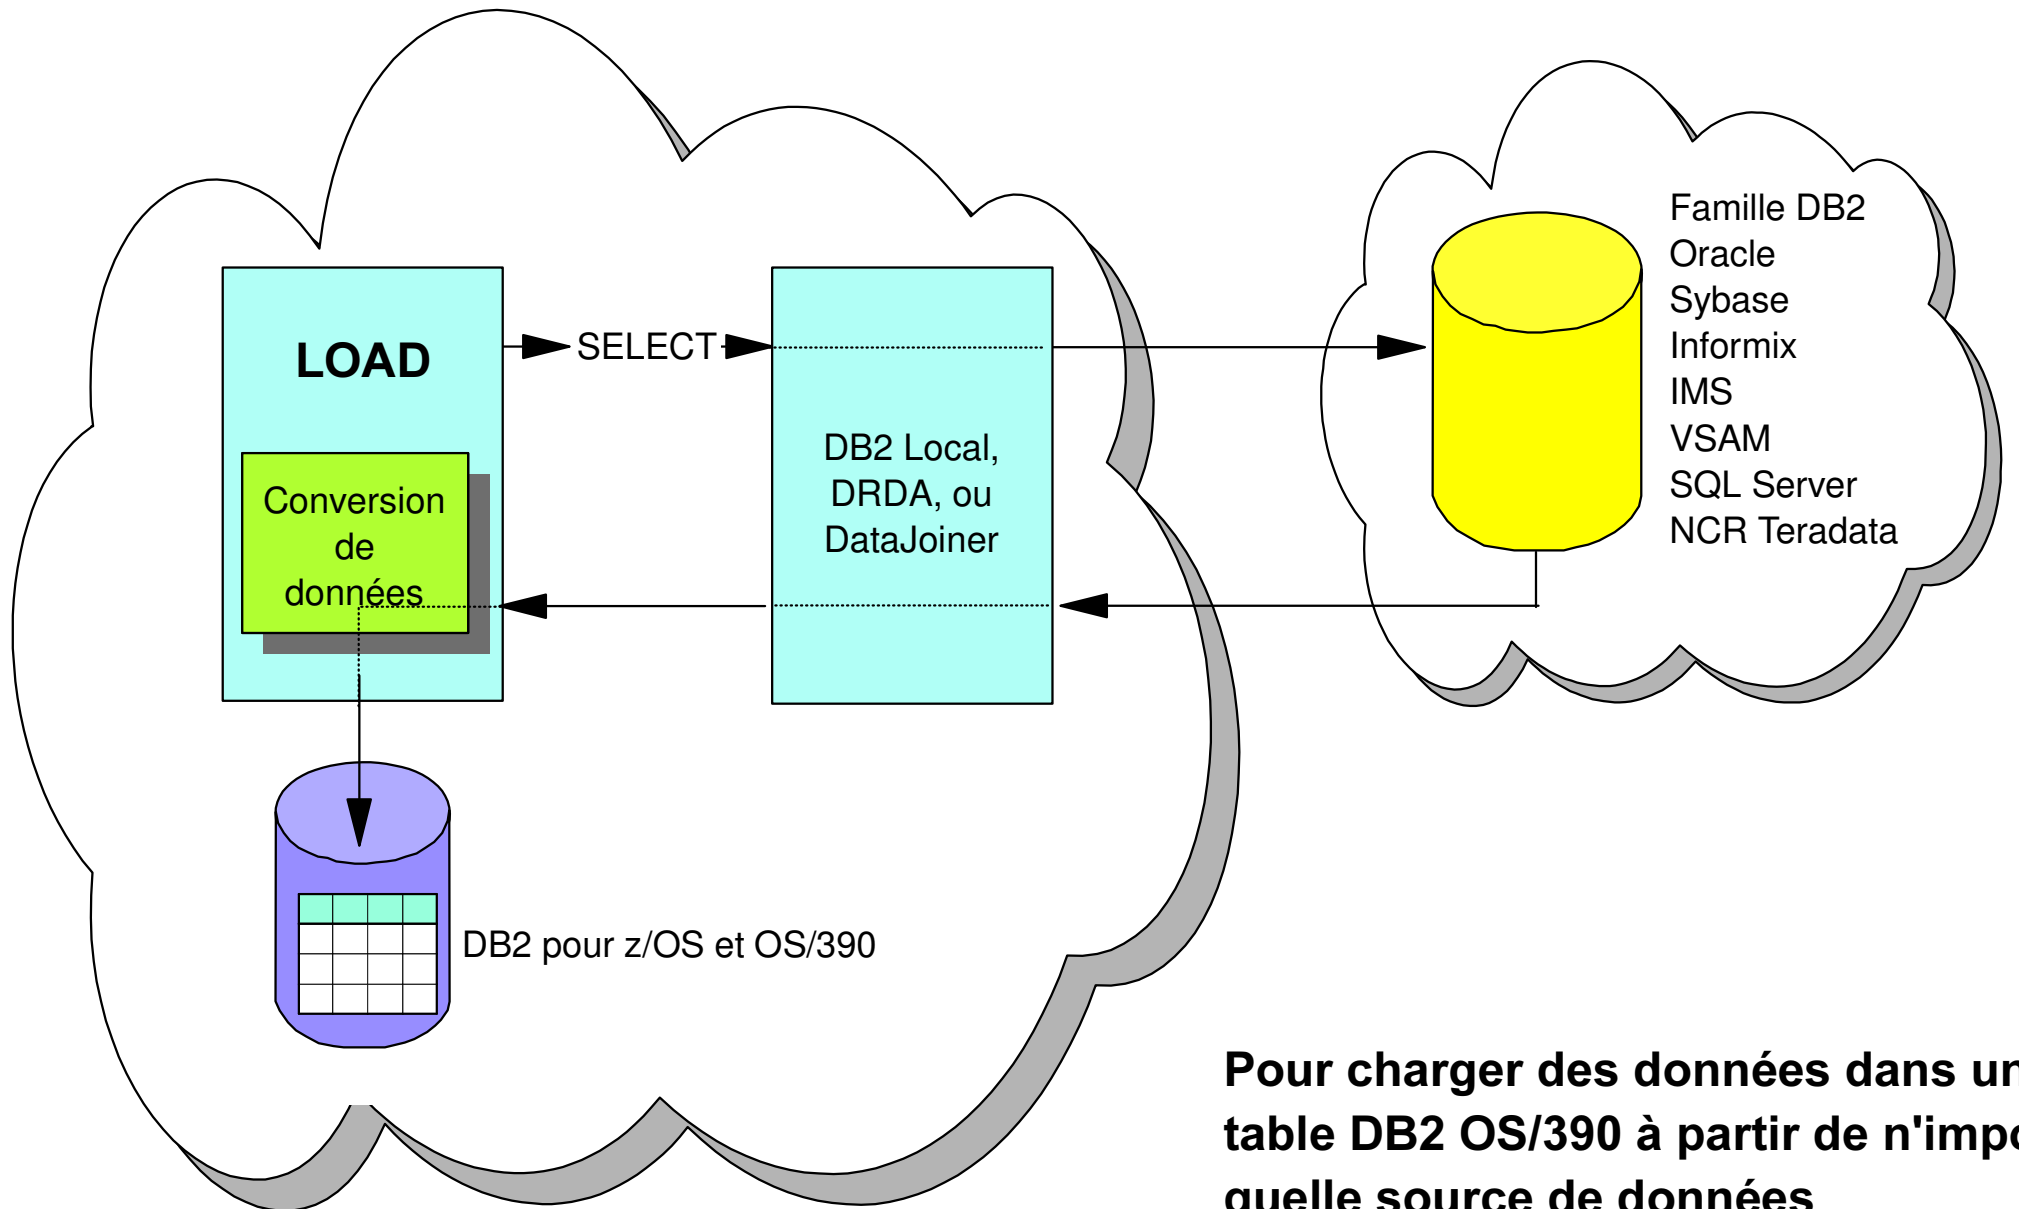 LOAD
SELECT
Conversion
de
données
DB2 Local,
DRDA, ou
DataJoiner
Famille DB2
Oracle
Sybase
Informix
IMS
VSAM
SQL Server
NCR Teradata
DB2 pour z/OS et OS/390
Pour charger des données dans un
table DB2 OS/390 à partir de n'impo
quelle source de données